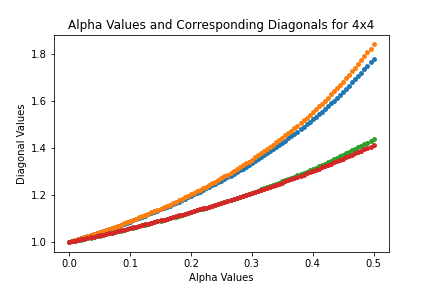 Alpha Values and Corresponding Diagonals for 4x4
Diagonal Values
1.8
1.6
1.4
1.2
1.0
0.0 0.1 0.2 0.3 0.4 0.5
Alpha Values